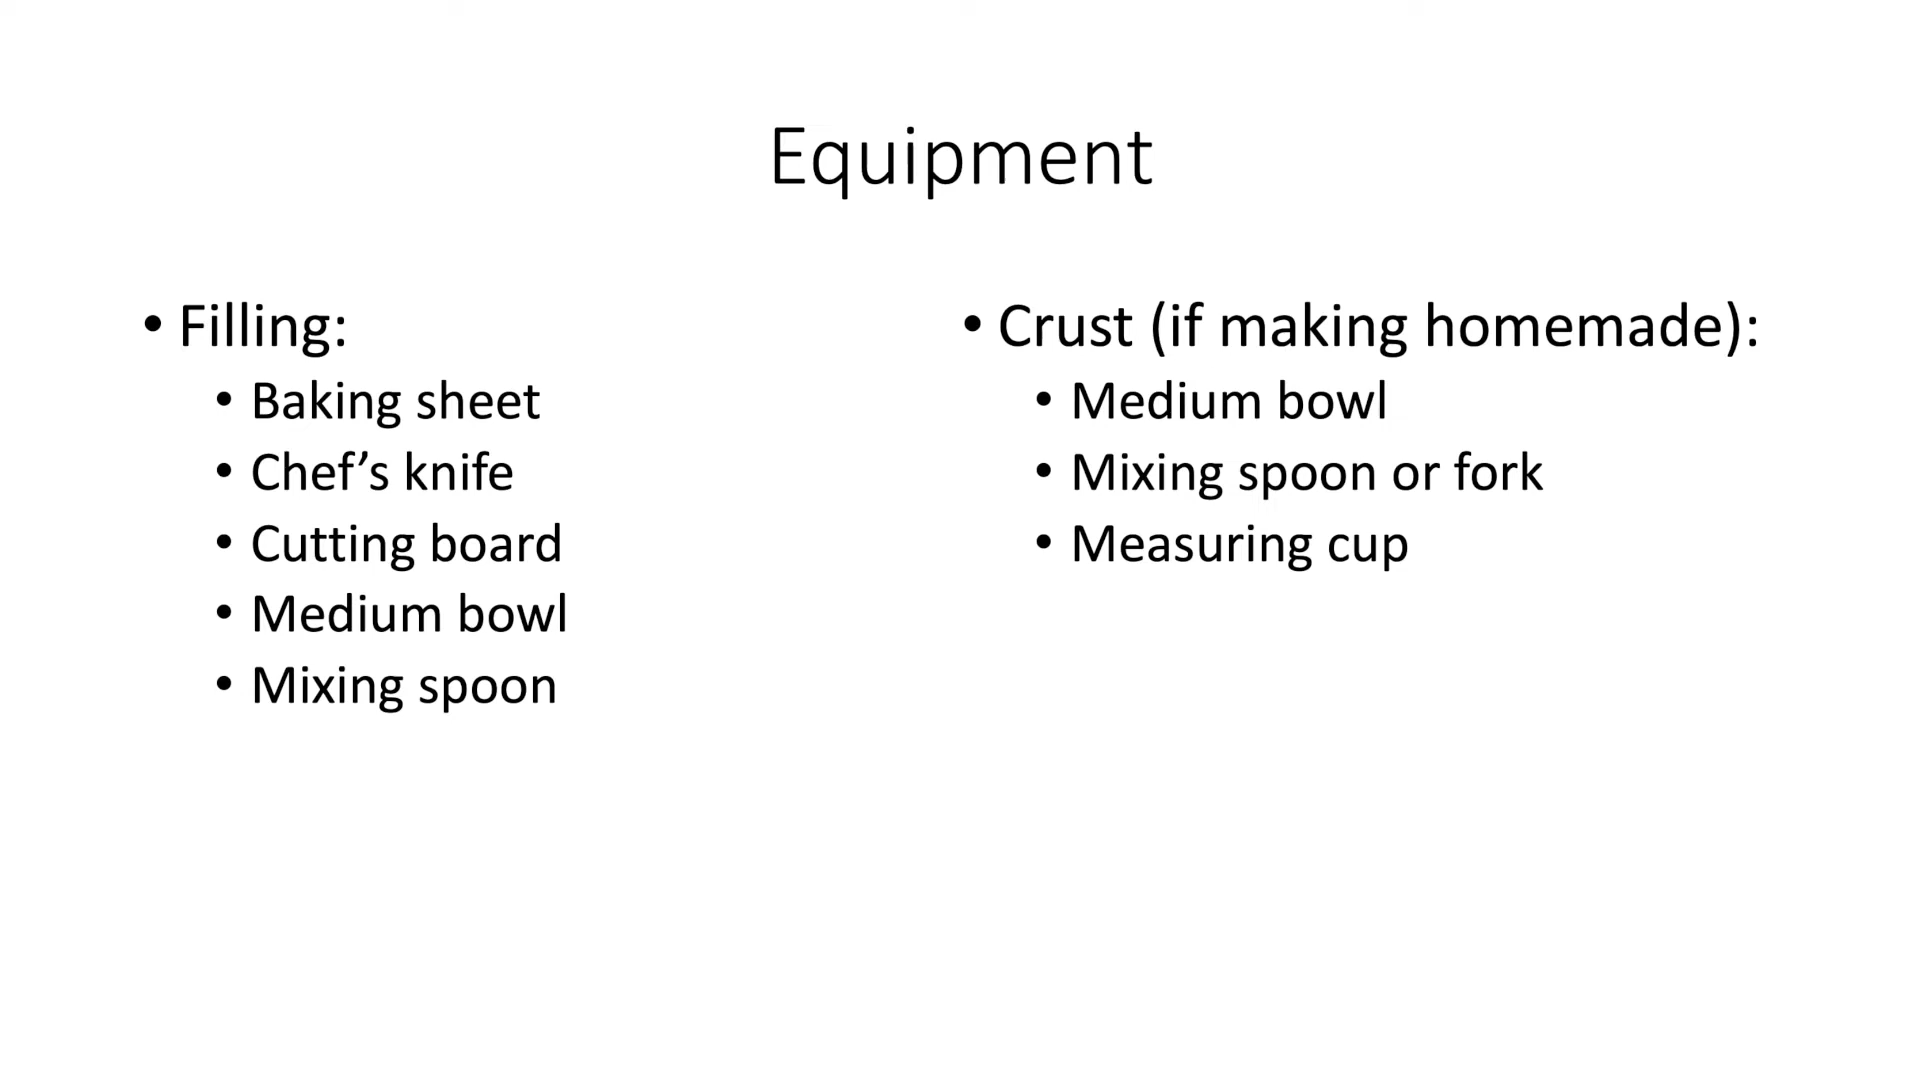 Equipment
• Filling:
• Baking sheet
• Chef’s knife
• Cutting board
• Medium bowl
• Mixing spoon
• Crust (if making homemade):
• Medium bowl
• Mixing spoon or fork
• Measuring cup